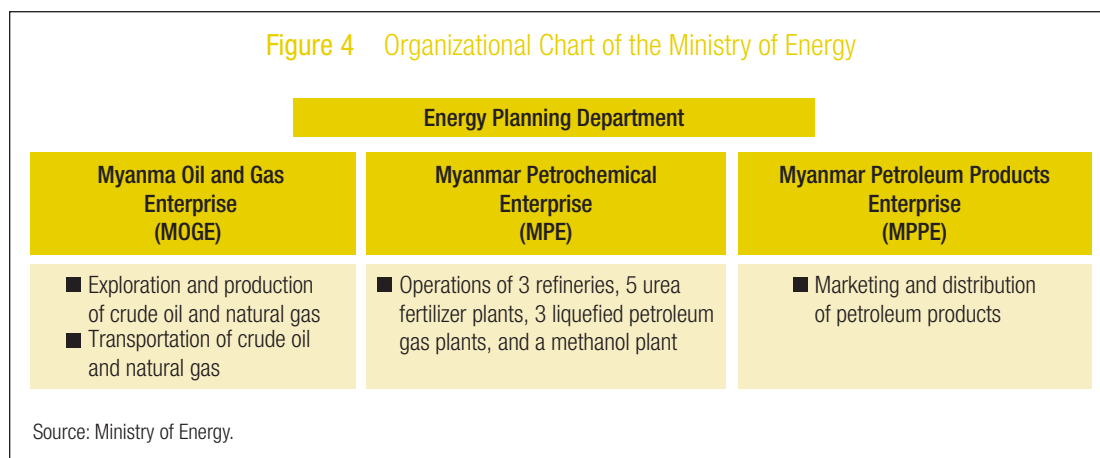 Figure 4 Organizational Chart of the Ministry of Energy
Energy Planning Department
Myanma Oil and Gas
Enterprise
(MOGE)
■ Exploration and production
of crude oil and natural gas
■ Transportation of crude oil
and natural gas
Myanmar Petrochemical
Enterprise
(MPE)
■ Operations of 3 refineries, 5 urea
fertilizer plants, 3 liquefied petroleum
gas plants, and a methanol plant
Myanmar Petroleum Products
Enterprise
(MPPE)
■ Marketing and distribution
of petroleum products
Source: Ministry of Energy.